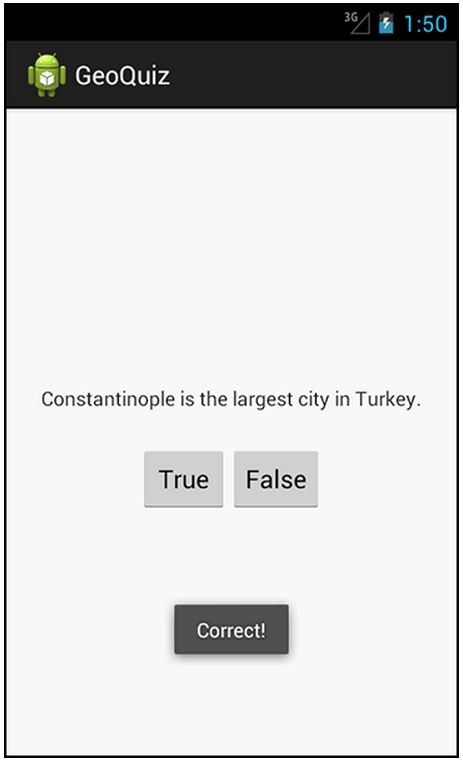 3G 1:50
GeoQuiz
Constantinople is the largest city in Turkey.
True False
Correct!